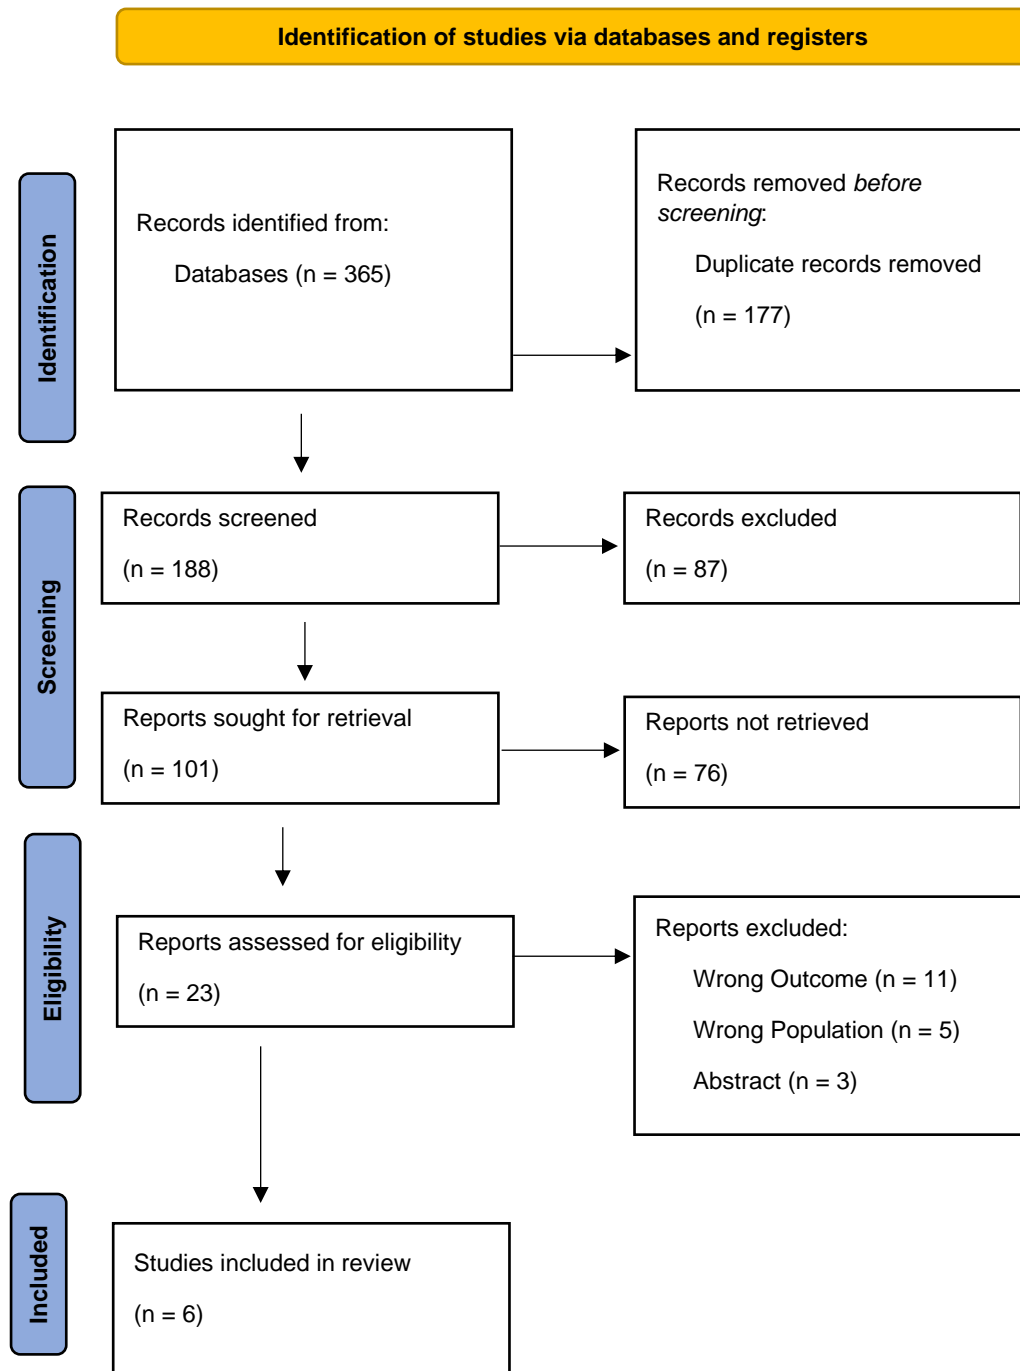 Identification of studies via databases and registers
Identification
Records identified from:
Databases (n = 365)
Records removed before
screening:
Duplicate records removed
(n = 177)
Screening
Records screened
(n = 188)
Records excluded
(n = 87)
Reports sought for retrieval
(n = 101)
Reports not retrieved
(n = 76)
Eligibility
Reports assessed for eligibility
(n = 23)
Reports excluded:
Wrong Outcome (n = 11)
Wrong Population (n = 5)
Abstract (n = 3)
Included
Studies included in review
(n = 6)